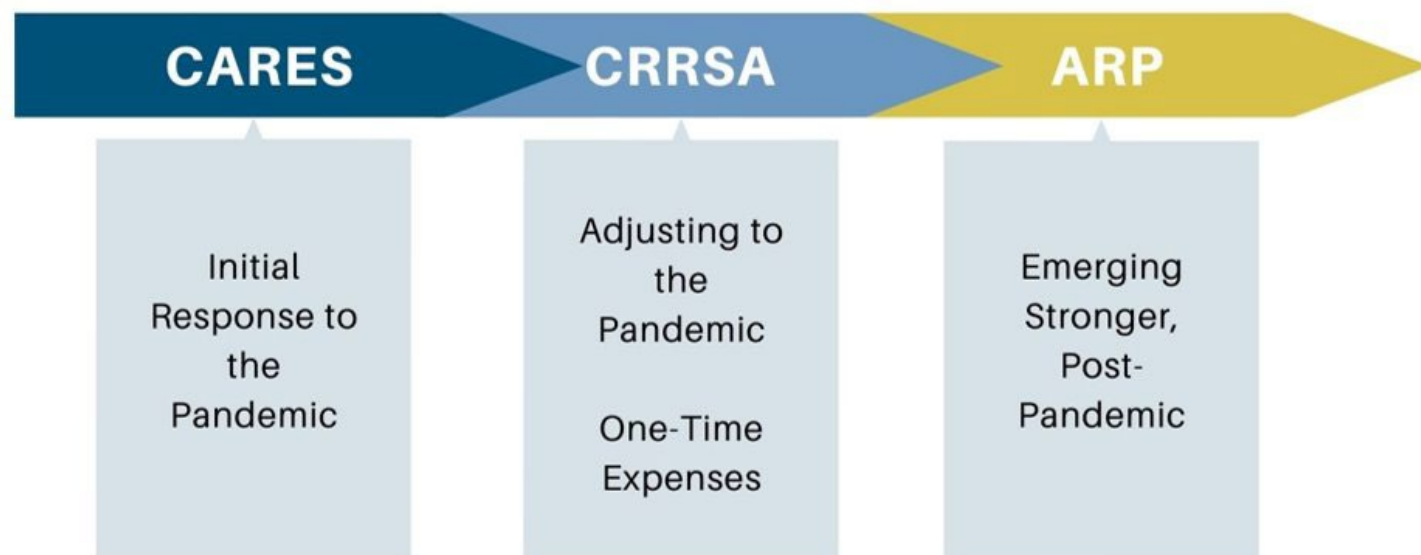 CARES
CRRSA
ARP
Initial
Response to
the
Pandemic
Adjusting to
the
Pandemic
One-Time
Expenses
Emerging
Stronger,
Post-
Pandemic